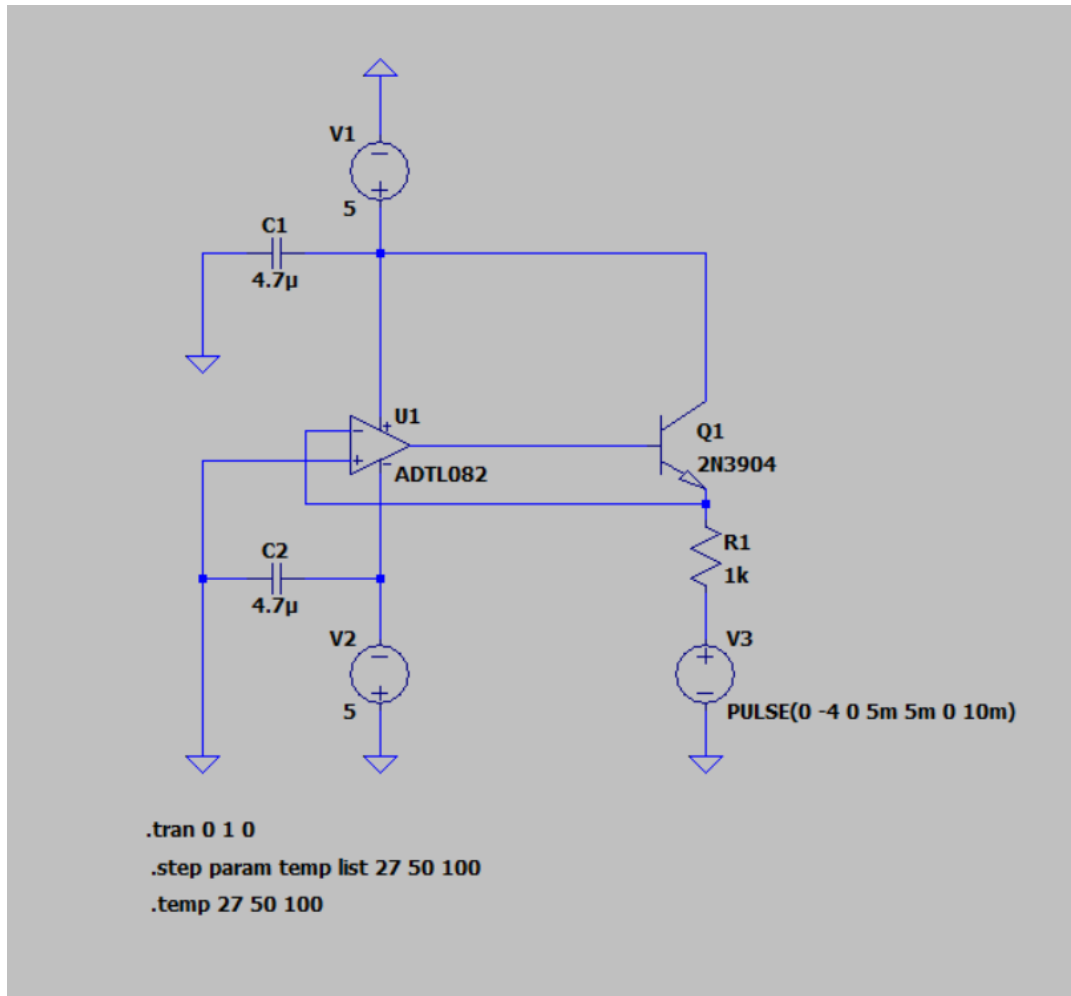 V1
5
C1
4.7µ
U1
ADTL082
Q1
2N3904
C2
4.7µ
R1
1k
V2
5
V3
PULSE(0 -4 0 5m 5m 0 10m)
.tran 0 1 0
.step param temp list 27 50 100
.temp 27 50 100